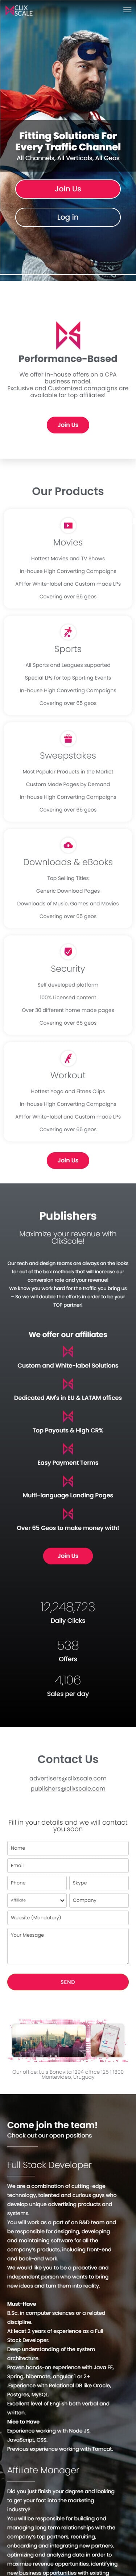 CLIX
SCALE
Fitting Solutions For
Every Traffic Channel
All Channels, All Verticals, All Geos
Join Us
Log in
Performance-Based
We offer In-house offers on a CPA
business model.
Exclusive and Customized campaigns are
available for top affiliates!
Join Us
Our Products
Movies
Hottest Movies and TV Shows
In-house High Converting Campaigns
API for White-label and Custom made LPs
Covering over 65 geos
Sports
All Sports and Leagues supported
Special LPs for top Sporting Events
In-house High Converting Campaigns
Covering over 65 geos
Sweepstakes
Most Popular Products in the Market
Custom Made Pages by Demand
In-house High Converting Campaigns
Covering over 65 geos
Downloads & eBooks
Top Selling Titles
Generic Download Pages
Downloads of Music, Games and Movies
Covering over 65 geos
Security
Self developed platform
100% Licensed content
Over 30 different home made pages
Covering over 65 geos
Workout
Hottest Yoga and Fitnes Clips
In-house High Converting Campaigns
API for White-label and Custom made LPs
Covering over 65 geos
Join Us
Publishers
Maximize your revenue with
ClixScale!
Our tech and design teams are always on the looks
for out of the box methods that will increase our
conversion rate and your revenue!
We know you work hard for the traffic you bring us
– So we will double the efforts in order to be your
TOP partner!
We offer our affiliates
Custom and White-label Solutions
Dedicated AM's in EU & LATAM offices
Top Payouts & High CR%
Easy Payment Terms
Multi-language Landing Pages
Over 65 Geos to make money with!
Join Us
12,248,723
Daily Clicks
538
Offers
4,106
Sales per day
Contact Us
advertisers@clixscale.com
publishers@clixscale.com
Fill in your details and we will contact
you soon
Name
Email
Phone
Skype
Affiliate
Company
Website (Mandatory)
Your Message
SEND
Our office: Luis Bonavita 1294 office 125 | 1300
Montevideo, Uruguay
Come join the team!
Check out our open positions
Full Stack Developer
We are a combination of cutting-edge
technology, talented and curious guys who
develop unique advertising products and
systems.
You will work as a part of an R&D team and
be responsible for designing, developing
and maintaining software for all the
company's products, including front-end
and back-end work.
We would like you to be a proactive and
independent person who wants to bring
new ideas and turn them into reality.
Must-Have
B.Sc. in computer sciences or a related
discipline.
At least 2 years of experience as a Full
Stack Developer.
Deep understanding of the system
architecture.
Proven hands-on experience with Java EE,
Spring, hibernate, angular 1 or 2+
.Experience with Relational DB like Oracle,
Postgres, MySQL.
Excellent level of English both verbal and
written.
Nice to Have
Experience working with Node JS,
JavaScript, CSS.
Previous experience working with Tomcat.
Affiliate Manager
Did you just finish your degree and looking
to get your foot into the marketing
industry?
You will be responsible for building and
managing long term relationships with the
company's top partners, recruiting,
onboarding and integrating new partners,
optimizing and analyzing data in order to
maximize revenue opportunities, identifying
new business opportunities with existing